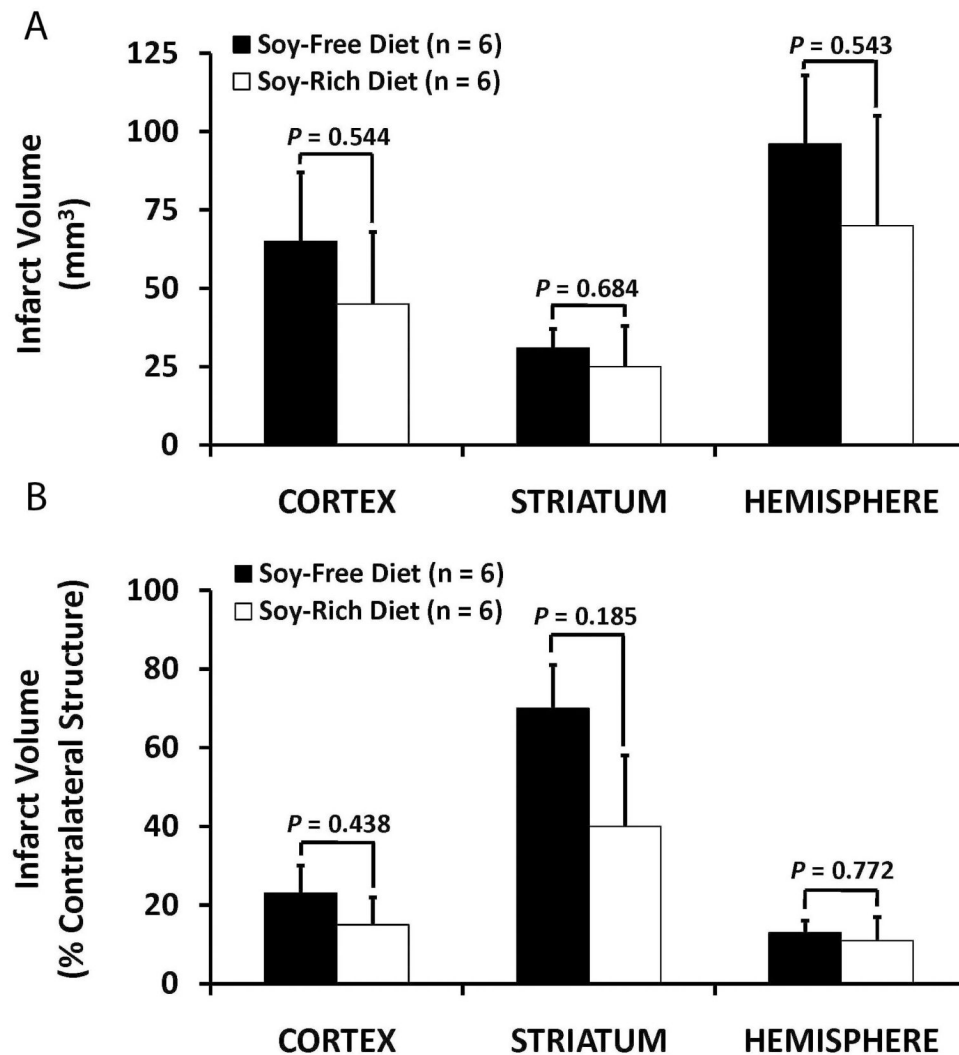 A
125
100
75
50
25
0
Infarct Volume
(mm³)
Soy-Free Diet (n = 6)
Soy-Rich Diet (n = 6)
P = 0.544
P = 0.684
P = 0.543
CORTEX STRIATUM HEMISPHERE
B
100
80
60
40
20
0
Infarct Volume
(% Contralateral Structure)
Soy-Free Diet (n = 6)
Soy-Rich Diet (n = 6)
P = 0.438
P = 0.185
P = 0.772
CORTEX STRIATUM HEMISPHERE